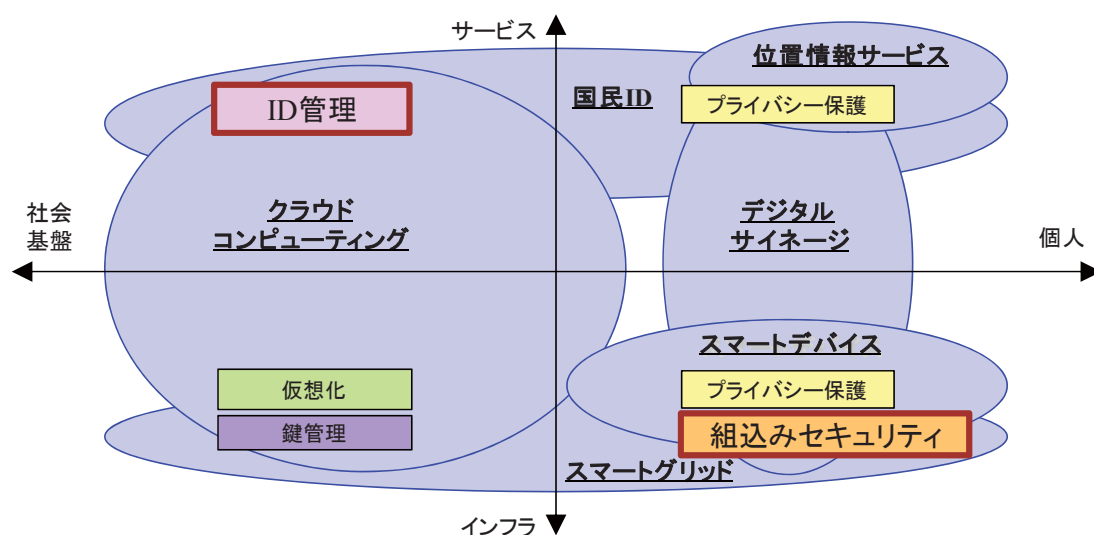 サービス
位置情報サービス
国民ID
ID管理
プライバシー保護
社会
基盤
クラウド
コンピューティング
デジタル
サイネージ
個人
スマートデバイス
仮想化
プライバシー保護
鍵管理
組込みセキュリティ
スマートグリッド
インフラ